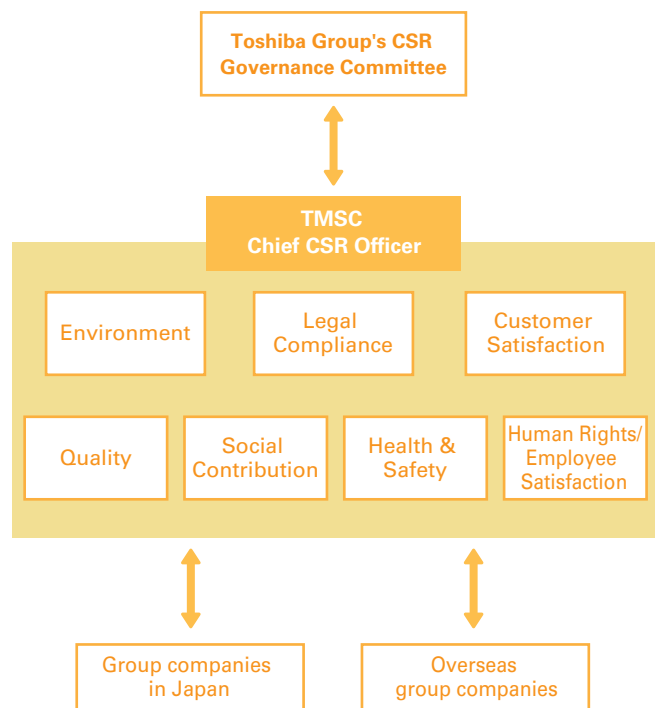 Toshiba Group's CSR
Governance Committee
TMSC
Chief CSR Officer
Environment
Legal
Compliance
Customer
Satisfaction
Quality
Social
Contribution
Health &
Safety
Human Rights/
Employee
Satisfaction
Group companies
in Japan
Overseas
group companies